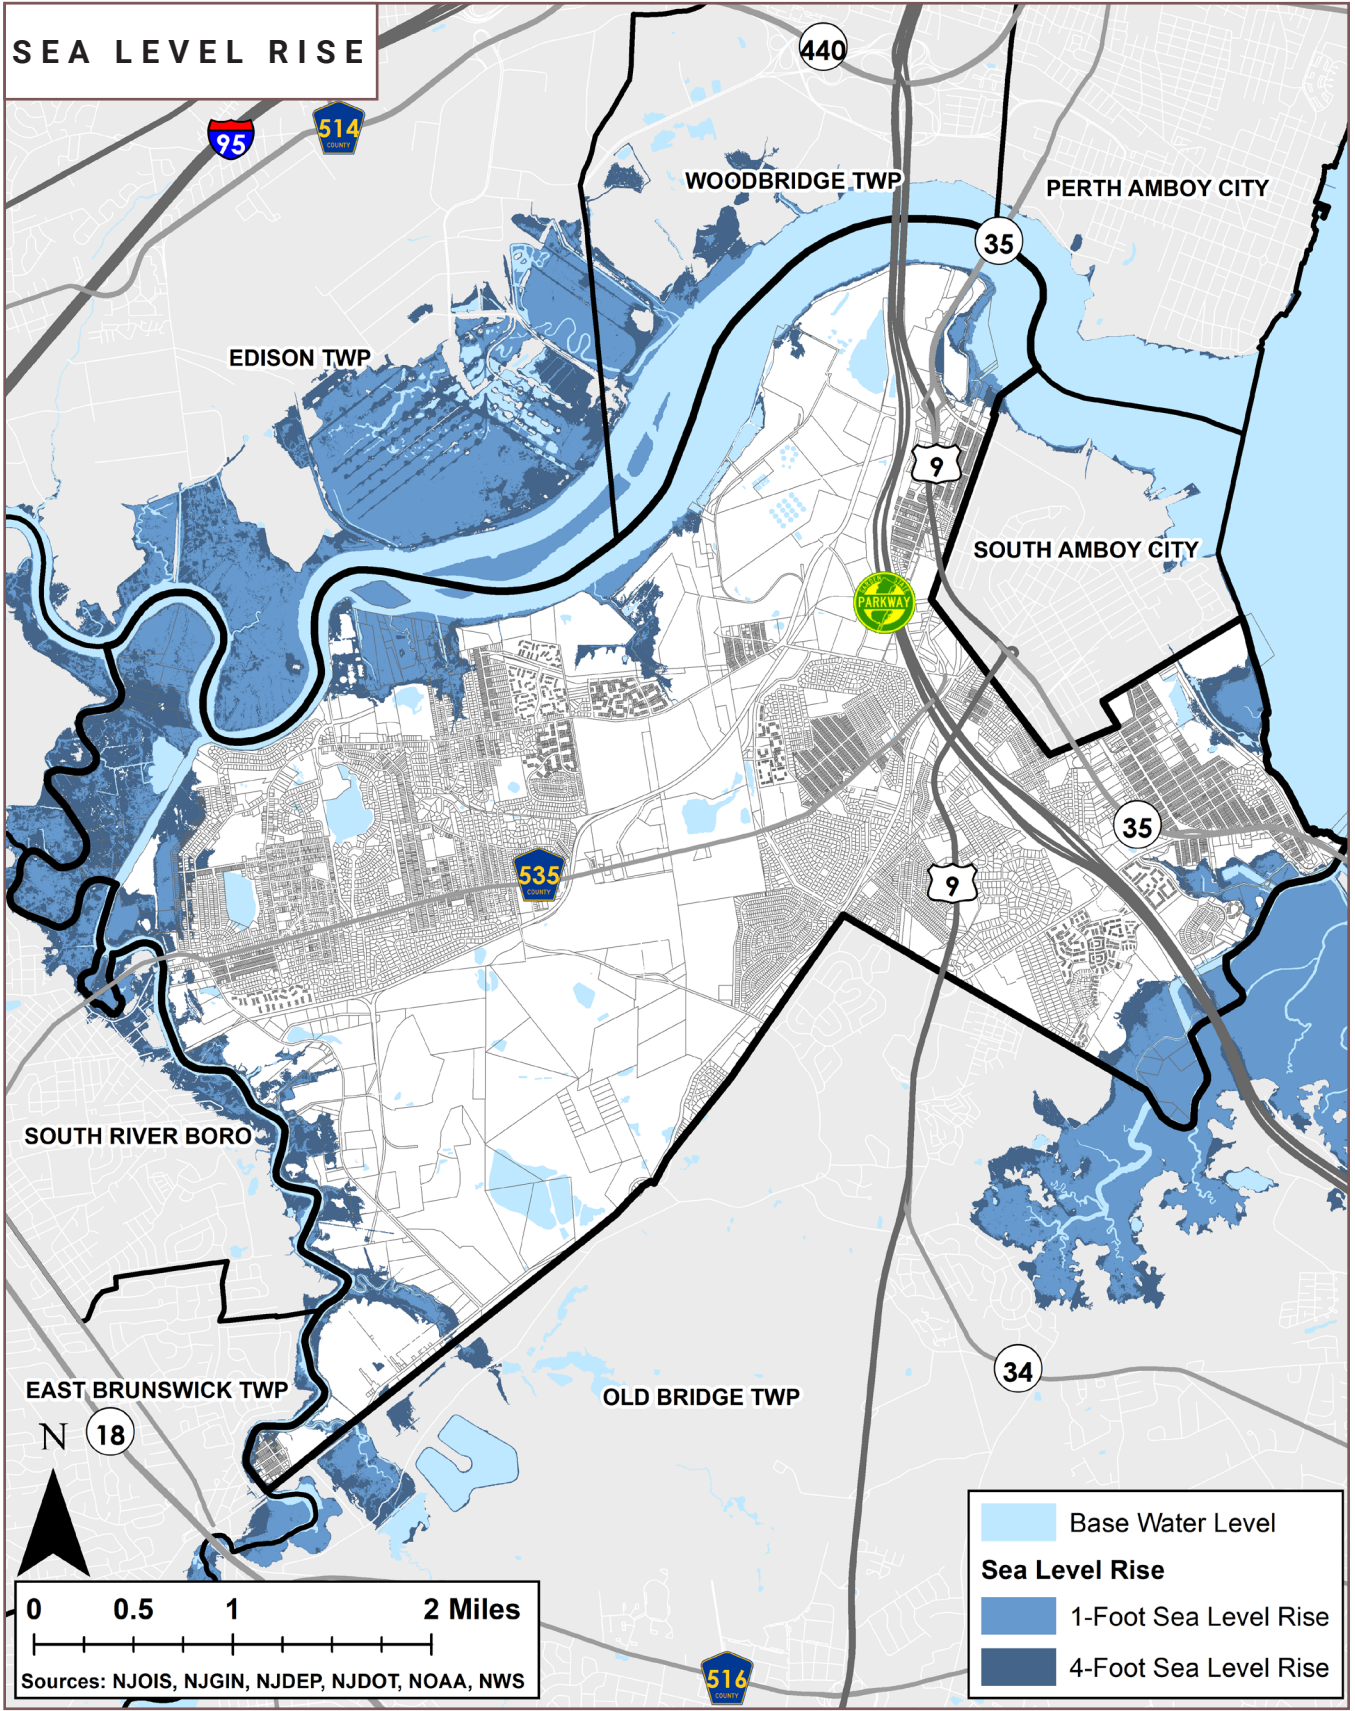 SEA LEVEL RISE
440
514
COUNTY
95
WOODBRIDGE TWP
PERTH AMBOY CITY
35
EDISON TWP
9
SOUTH AMBOY CITY
GARDEN STATE
PARKWAY
35
535
COUNTY
9
SOUTH RIVER BORO
EAST BRUNSWICK TWP
OLD BRIDGE TWP
34
N
18
Base Water Level
Sea Level Rise
1-Foot Sea Level Rise
4-Foot Sea Level Rise
0 0.5 1 2 Miles
Sources: NJOIS, NJGIN, NJDEP, NJDOT, NOAA, NWS
516
COUNTY